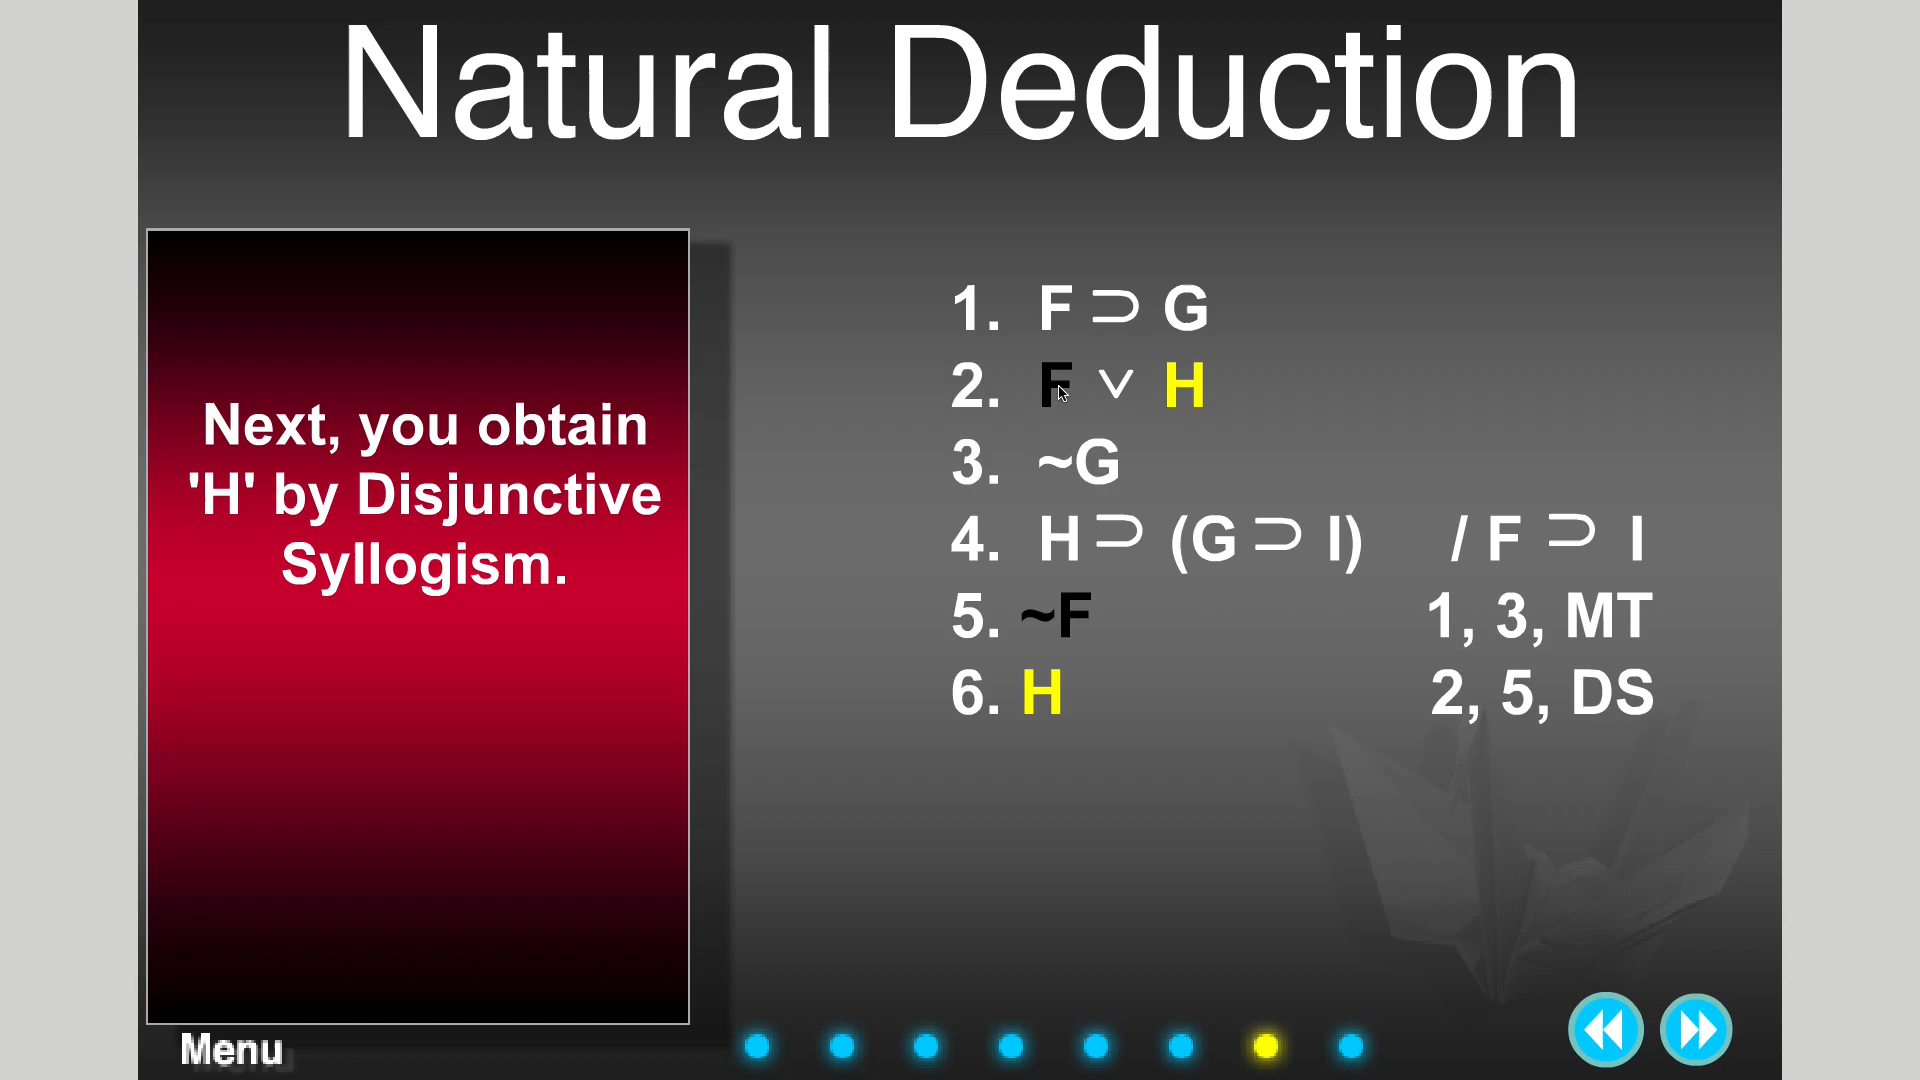 Natural Deduction
Next, you obtain
'H' by Disjunctive
Syllogism.
1. F ⊃ G
2. F ∨ H
3. ~G
4. H ⊃ (G ⊃ I) / F ⊃ I
5. ~F 1, 3, MT
6. H 2, 5, DS
Menu